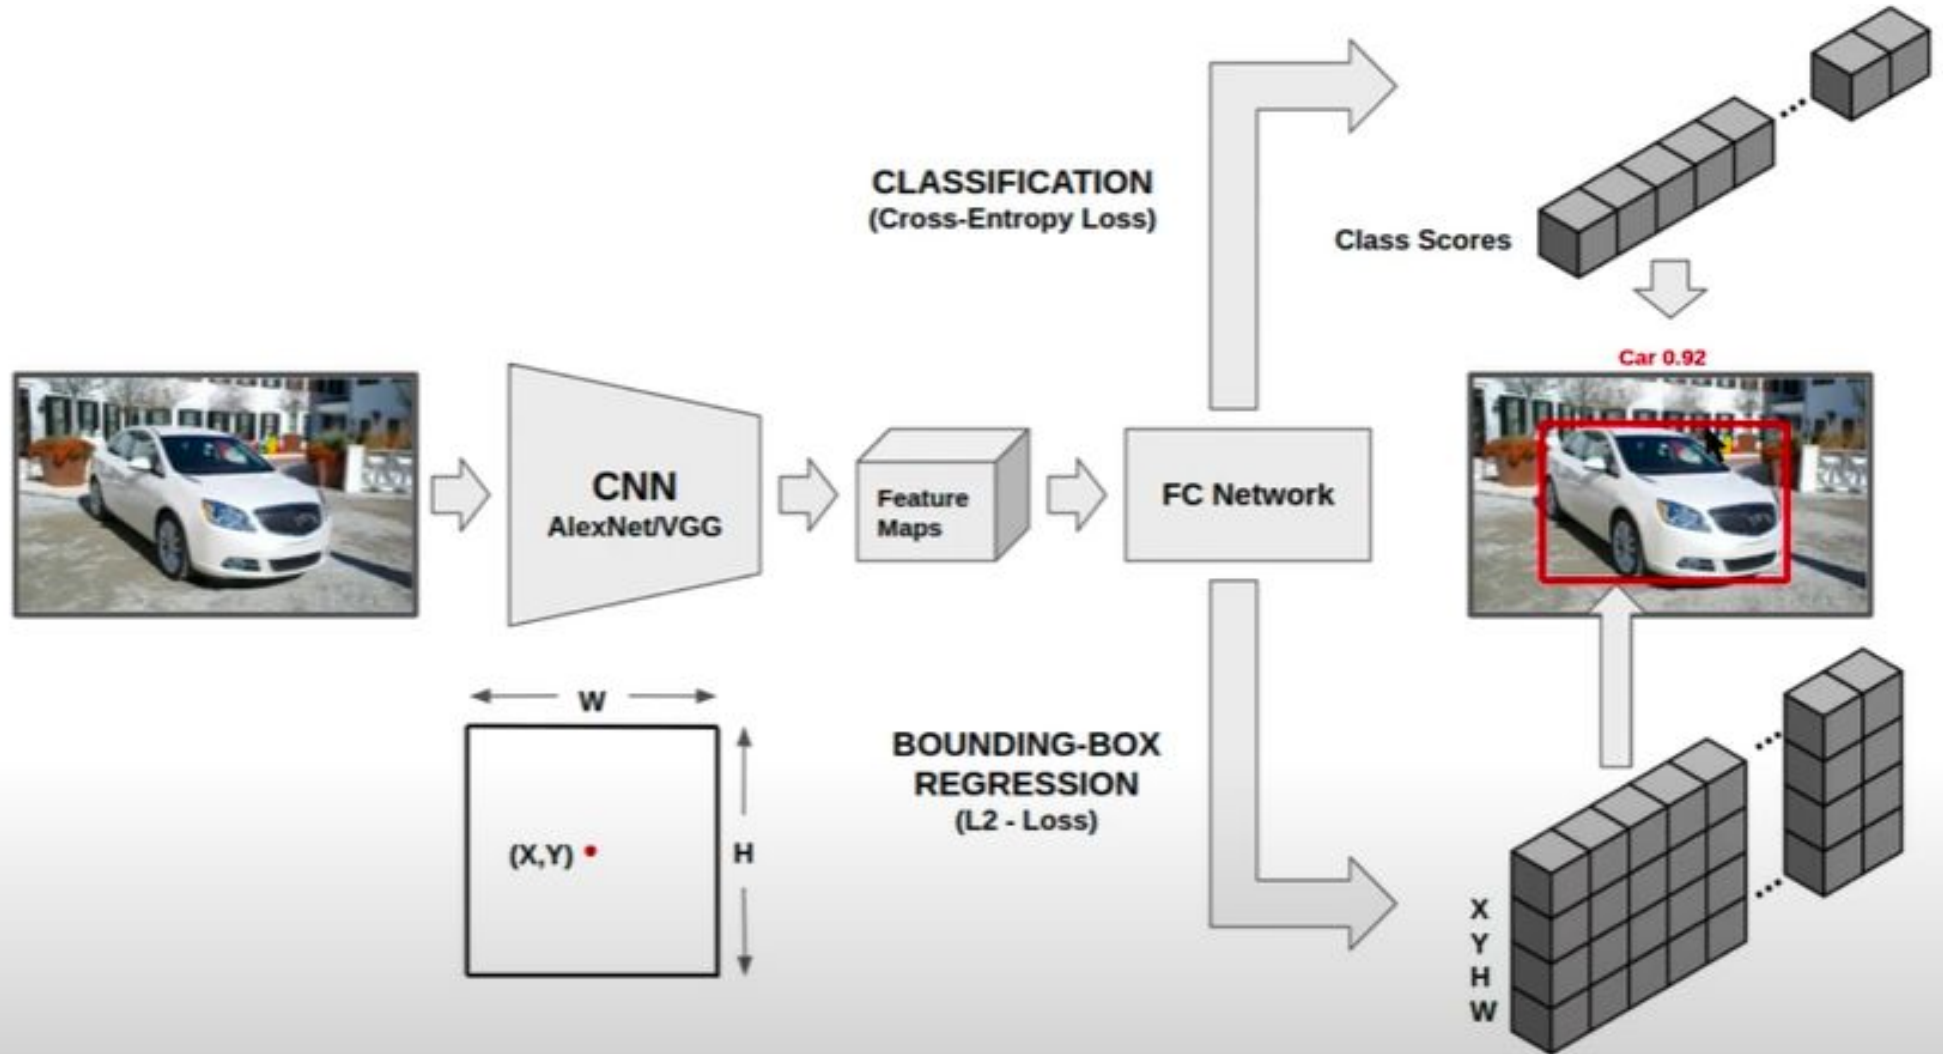 CLASSIFICATION
(Cross-Entropy Loss)
Class Scores
Car 0.92
CNN
AlexNet/VGG
Feature
Maps
FC Network
W
(X,Y)
H
BOUNDING-BOX
REGRESSION
(L2 - Loss)
X
Y
H
W